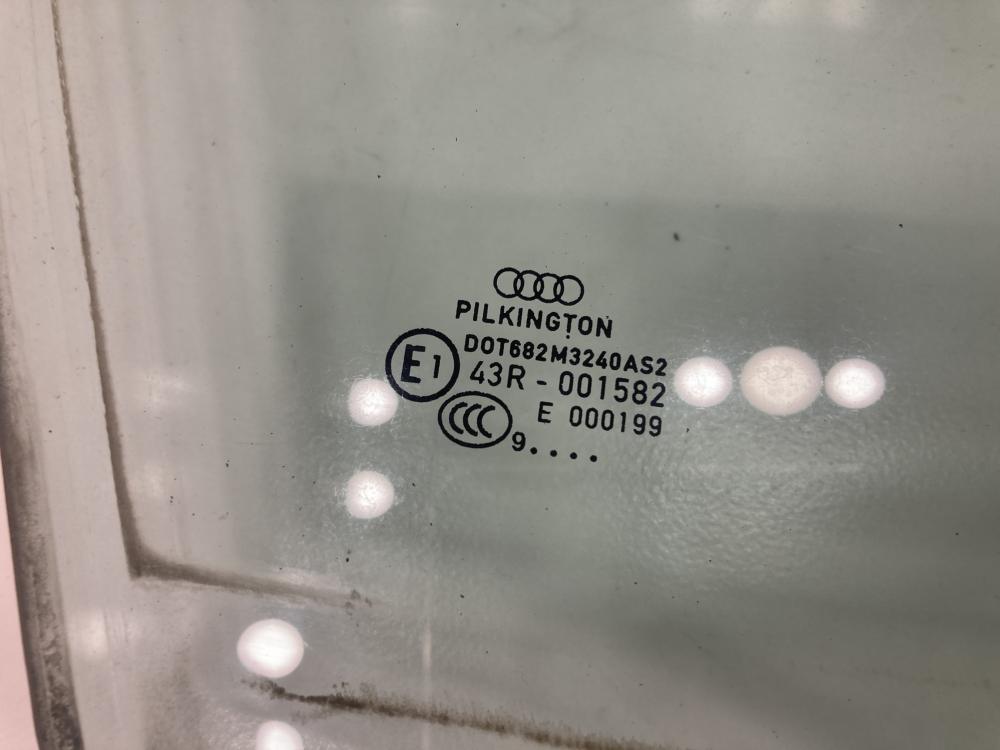 PILKINGTON
DOT682M3240AS2
E1 43R - 001582
E 000199
CCC
9....